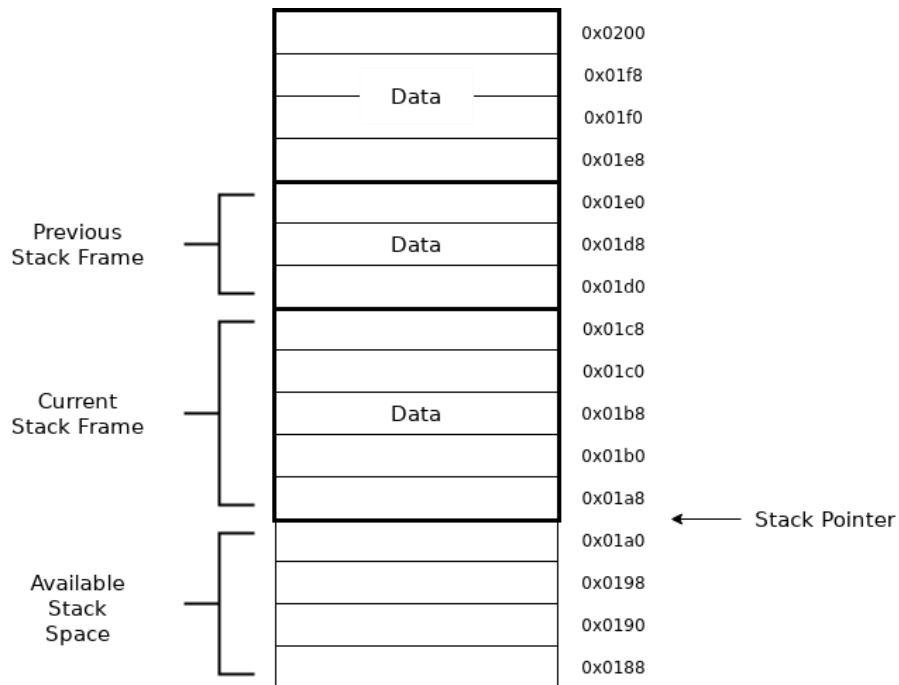 0x0200
0x01f8
Data
0x01f0
0x01e8
0x01e0
Previous
Stack Frame
Data
0x01d8
0x01d0
0x01c8
0x01c0
Current
Stack Frame
Data
0x01b8
0x01b0
0x01a8
Stack Pointer
0x01a0
Available
Stack
Space
0x0198
0x0190
0x0188